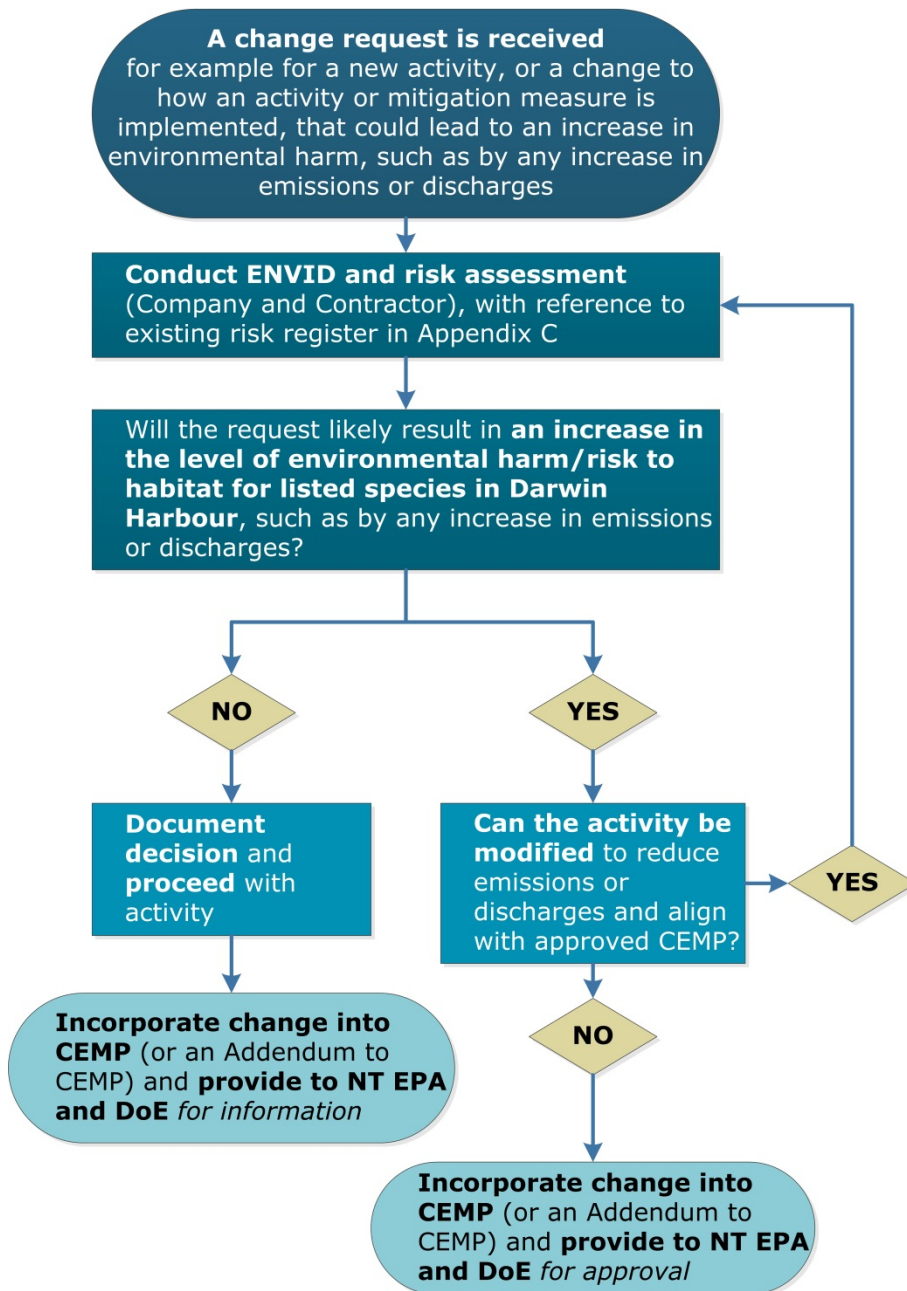 A change request is received
for example for a new activity, or a change to
how an activity or mitigation measure is
implemented, that could lead to an increase in
environmental harm, such as by any increase in
emissions or discharges
Conduct ENVID and risk assessment
(Company and Contractor), with reference to
existing risk register in Appendix C
Will the request likely result in an increase in
the level of environmental harm/risk to
habitat for listed species in Darwin
Harbour, such as by any increase in emissions
or discharges?
NO
YES
Document
decision and
proceed with
activity
Can the activity be
modified to reduce
emissions or
discharges and align
with approved CEMP?
YES
Incorporate change into
CEMP (or an Addendum to
CEMP) and provide to NT EPA
and DoE for information
NO
Incorporate change into
CEMP (or an Addendum to
CEMP) and provide to NT EPA
and DoE for approval